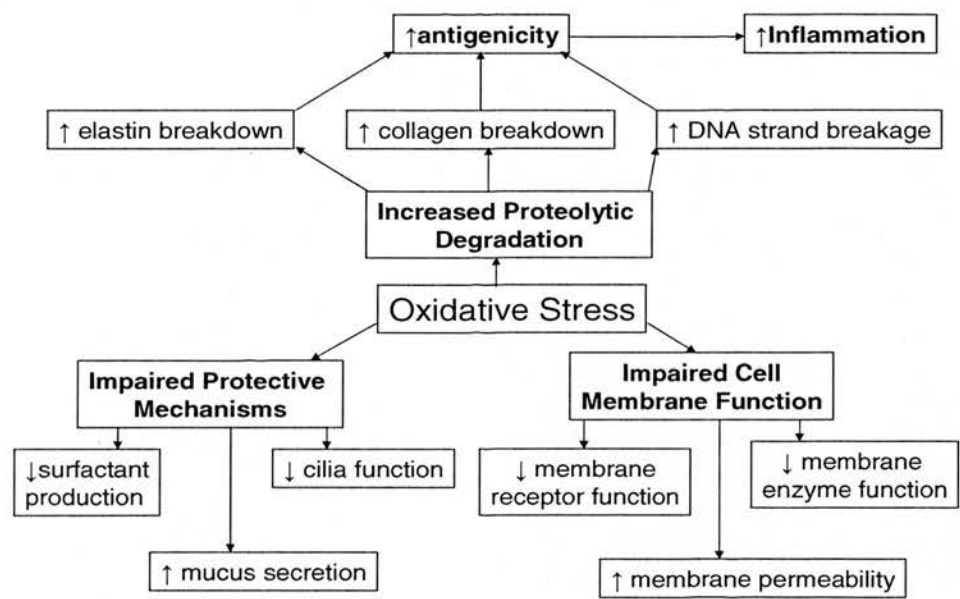 ↑antigenicity
↑Inflammation
↑ elastin breakdown
↑ collagen breakdown
↑ DNA strand breakage
Increased Proteolytic
Degradation
Oxidative Stress
Impaired Protective
Mechanisms
Impaired Cell
Membrane Function
↓surfactant
production
↓ cilia function
↓ membrane
receptor function
↓ membrane
enzyme function
↑ mucus secretion
↑ membrane permeability